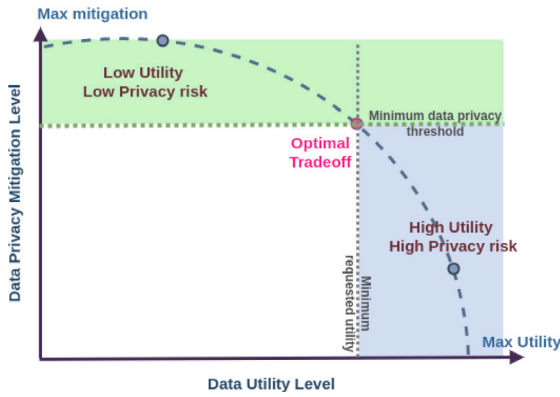 Max mitigation
Low Utility
Low Privacy risk
Minimum data privacy
threshold
Optimal
Tradeoff
High Utility
High Privacy risk
Minimum
requested utility
Max Utility
Data Privacy Mitigation Level
Data Utility Level